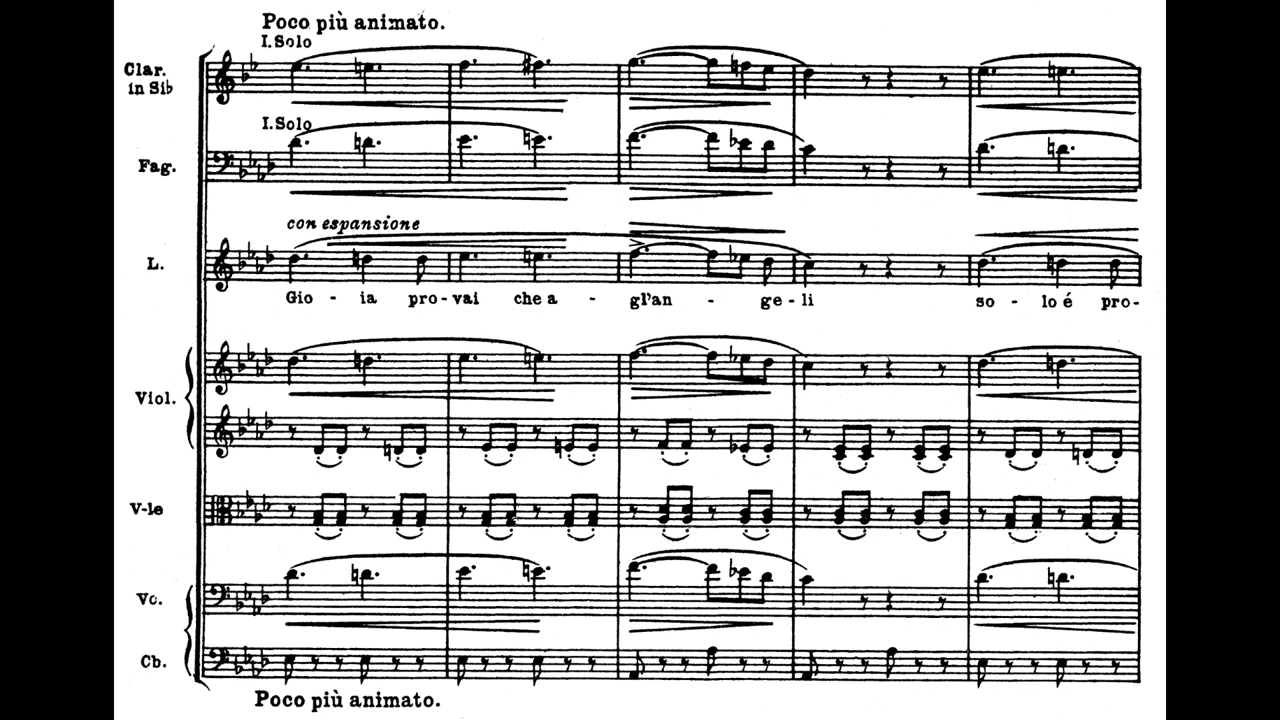 Poco più animato.
I. Solo
Clar.
in Sib
I. Solo
Fag.
con espansione
L.
Gio - ia pro - vai che a - gl'an - ge - li so - lo é pro -
Viol.
V-le
Vc.
Cb.
Poco più animato.